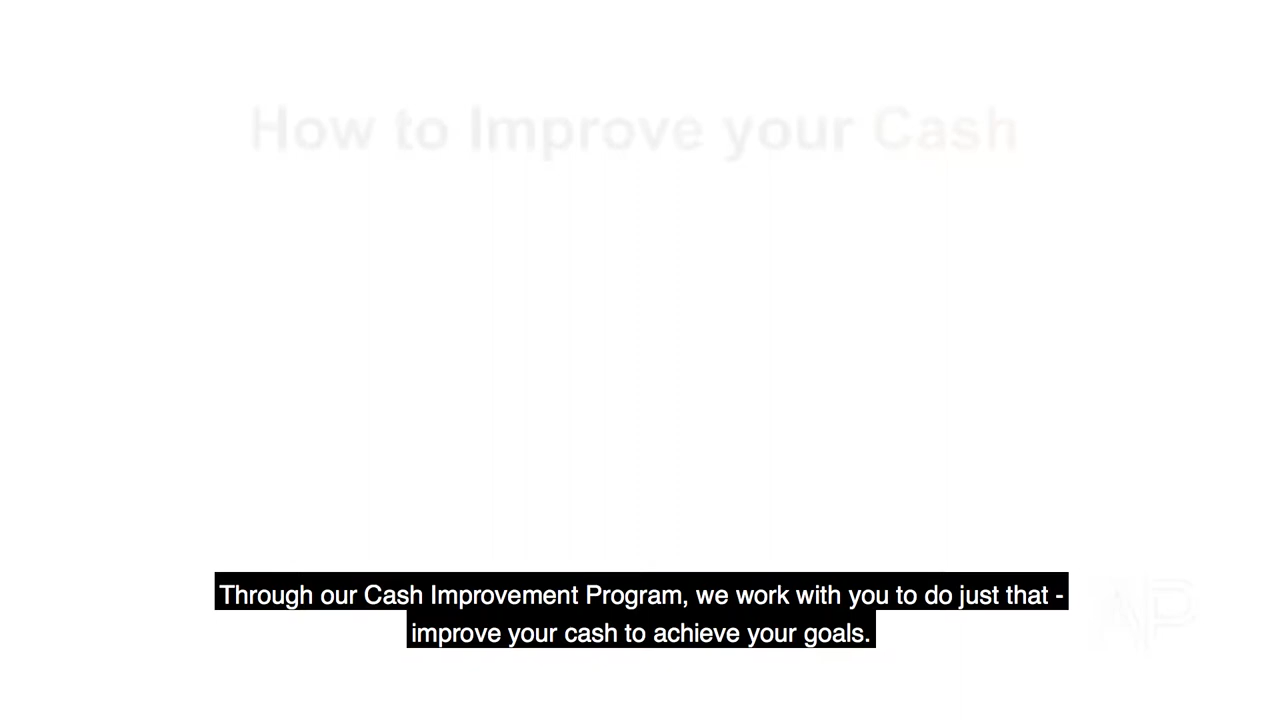 How to Improve your Cash
Through our Cash Improvement Program, we work with you to do just that -
improve your cash to achieve your goals.